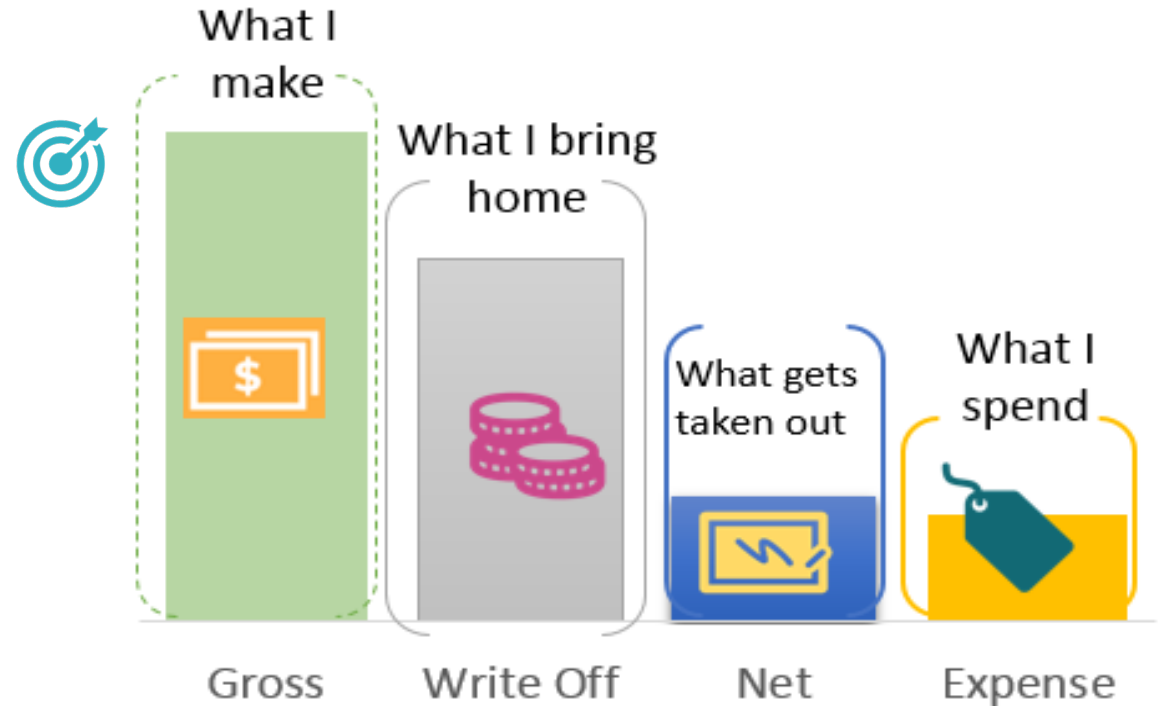 What I
make
What I bring
home
What gets
taken out
What I
spend
$
Gross
Write Off
Net
Expense